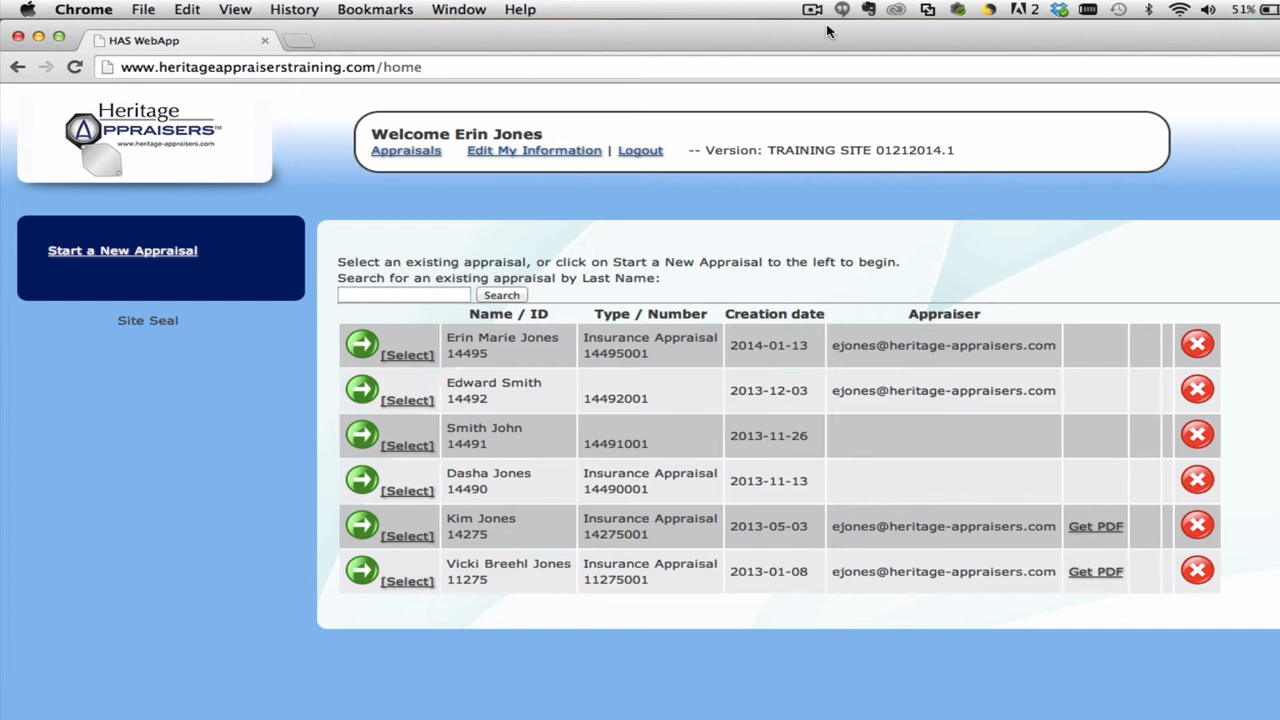 Chrome File Edit View History Bookmarks Window Help 2 51%
HAS WebApp
www.heritageappraiserstraining.com/home
Heritage
APPRAISERS™
www.heritage-appraisers.com
Welcome Erin Jones
Appraisals Edit My Information | Logout -- Version: TRAINING SITE 01212014.1
Start a New Appraisal
Site Seal
Select an existing appraisal, or click on Start a New Appraisal to the left to begin.
Search for an existing appraisal by Last Name:
Search
Name / ID Type / Number Creation date Appraiser
[Select] Erin Marie Jones 14495 Insurance Appraisal 14495001 2014-01-13 ejones@heritage-appraisers.com
[Select] Edward Smith 14492 14492001 2013-12-03 ejones@heritage-appraisers.com
[Select] Smith John 14491 14491001 2013-11-26
[Select] Dasha Jones 14490 Insurance Appraisal 14490001 2013-11-13
[Select] Kim Jones 14275 Insurance Appraisal 14275001 2013-05-03 ejones@heritage-appraisers.com Get PDF
[Select] Vicki Breehl Jones 11275 Insurance Appraisal 11275001 2013-01-08 ejones@heritage-appraisers.com Get PDF